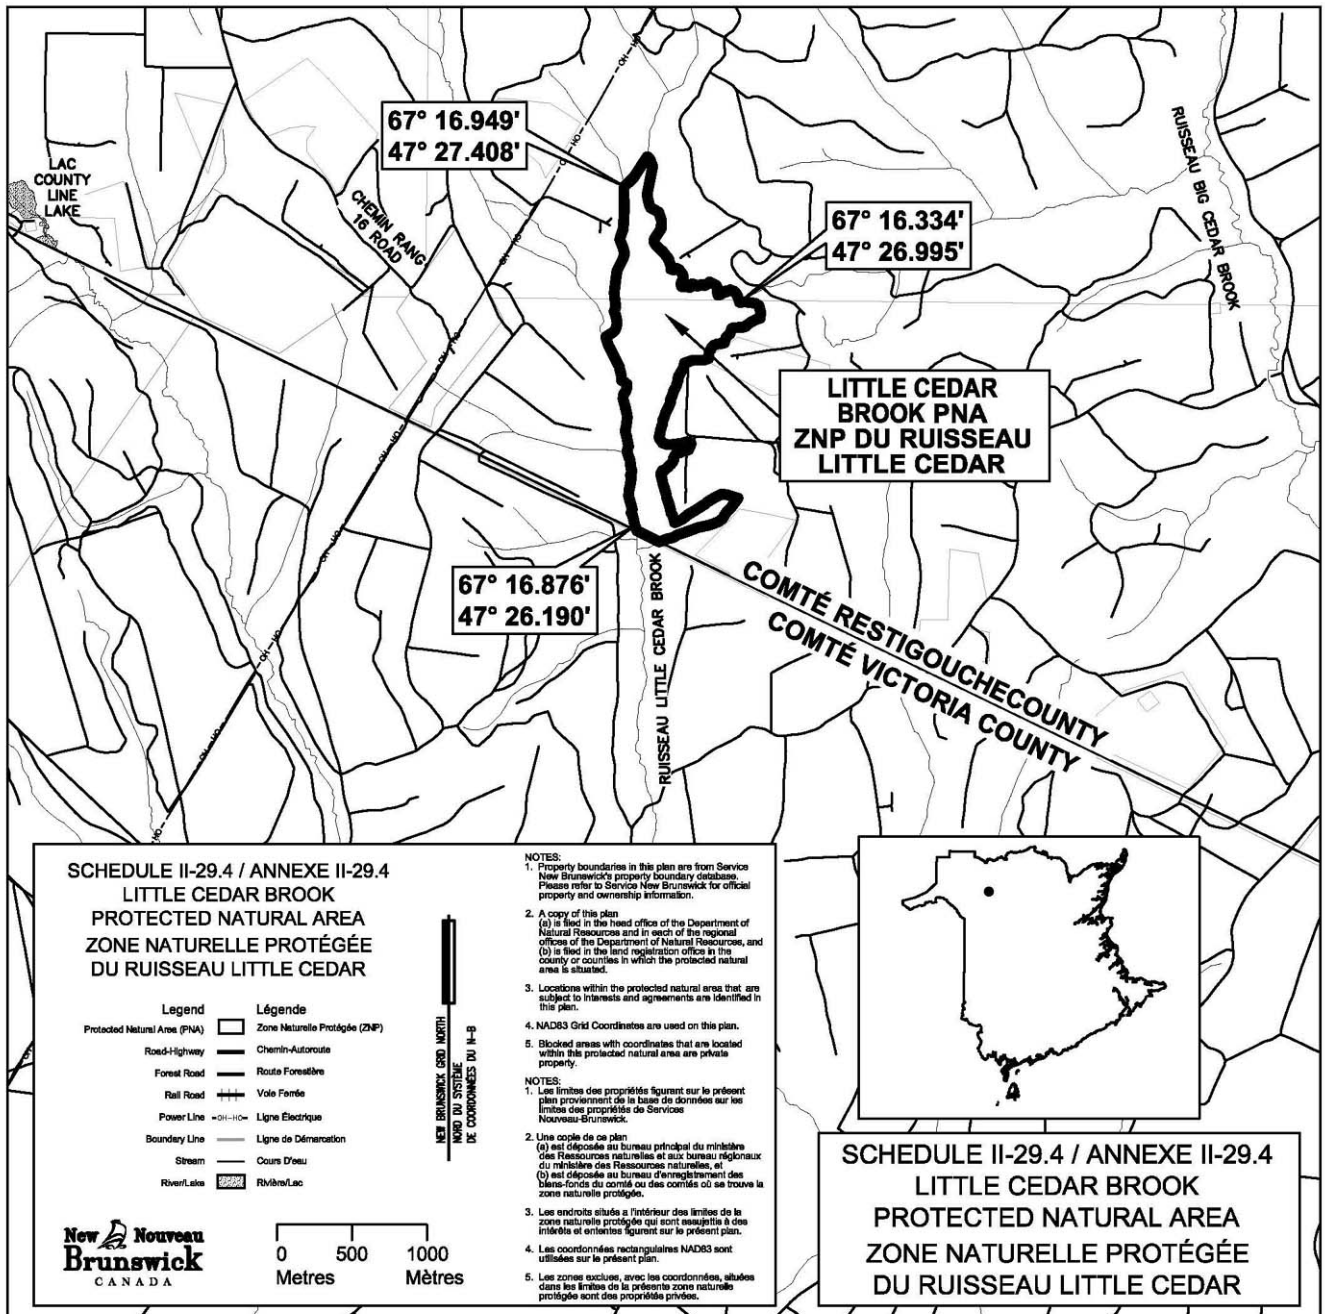 67° 16.949'
47° 27.408'
LAC
COUNTY
LINE
LAKE
CHEMIN RANG
16 ROAD
67° 16.334'
47° 26.995'
RUISSEAU BIG CEDAR BROOK
LITTLE CEDAR
BROOK PNA
ZNP DU RUISSEAU
LITTLE CEDAR
67° 16.876'
47° 26.190'
RUISSEAU LITTLE CEDAR BROOK
COMTÉ RESTIGOUCHECOUNTY
COMTÉ VICTORIA COUNTY
SCHEDULE II-29.4 / ANNEXE II-29.4
LITTLE CEDAR BROOK
PROTECTED NATURAL AREA
ZONE NATURELLE PROTÉGÉE
DU RUISSEAU LITTLE CEDAR
Legend Légende
Protected Natural Area (PNA) Zone Naturelle Protégée (ZNP)
Road-Highway Chemin-Autoroute
Forest Road Route Forestière
Rail Road Voie Ferrée
Power Line -OH-HO- Ligne Électrique
Boundary Line Ligne de Démarcation
Stream Cours D'eau
River/Lake Rivière/Lac
NEW BRUNSWICK GRID NORTH
NORD DU SYSTÈME
DE COORDONNÉES DU N-B
New Nouveau
Brunswick
CANADA
0 500 1000
Metres Mètres
NOTES:
1. Property boundaries in this plan are from Service
New Brunswick's property boundary database.
Please refer to Service New Brunswick for official
property and ownership information.
2. A copy of this plan
(a) is filed in the head office of the Department of
Natural Resources and in each of the regional
offices of the Department of Natural Resources, and
(b) is filed in the land registration office in the
county or counties in which the protected natural
area is situated.
3. Locations within the protected natural area that are
subject to interests and agreements are identified in
this plan.
4. NAD83 Grid Coordinates are used on this plan.
5. Blocked areas with coordinates that are located
within this protected natural area are private
property.
NOTES:
1. Les limites des propriétés figurant sur le présent
plan proviennent de la base de données sur les
limites des propriétés de Services
Nouveau-Brunswick.
2. Une copie de ce plan
(a) est déposée au bureau principal du ministère
des Ressources naturelles et aux bureau régionaux
du ministère des Ressources naturelles, et
(b) est déposée au bureau d'enregistrement des
biens-fonds du comté ou des comtés où se trouve la
zone naturelle protégée.
3. Les endroits situés a l'intérieur des limites de la
zone naturelle protégée qui sont assujettis à des
intérêts et ententes figurent sur le présent plan.
4. Les coordonnées rectangulaires NAD83 sont
utilisées sur le présent plan.
5. Les zones exclues, avec les coordonnées, situées
dans les limites de la présente zone naturelle
protégée sont des propriétés privées.
SCHEDULE II-29.4 / ANNEXE II-29.4
LITTLE CEDAR BROOK
PROTECTED NATURAL AREA
ZONE NATURELLE PROTÉGÉE
DU RUISSEAU LITTLE CEDAR